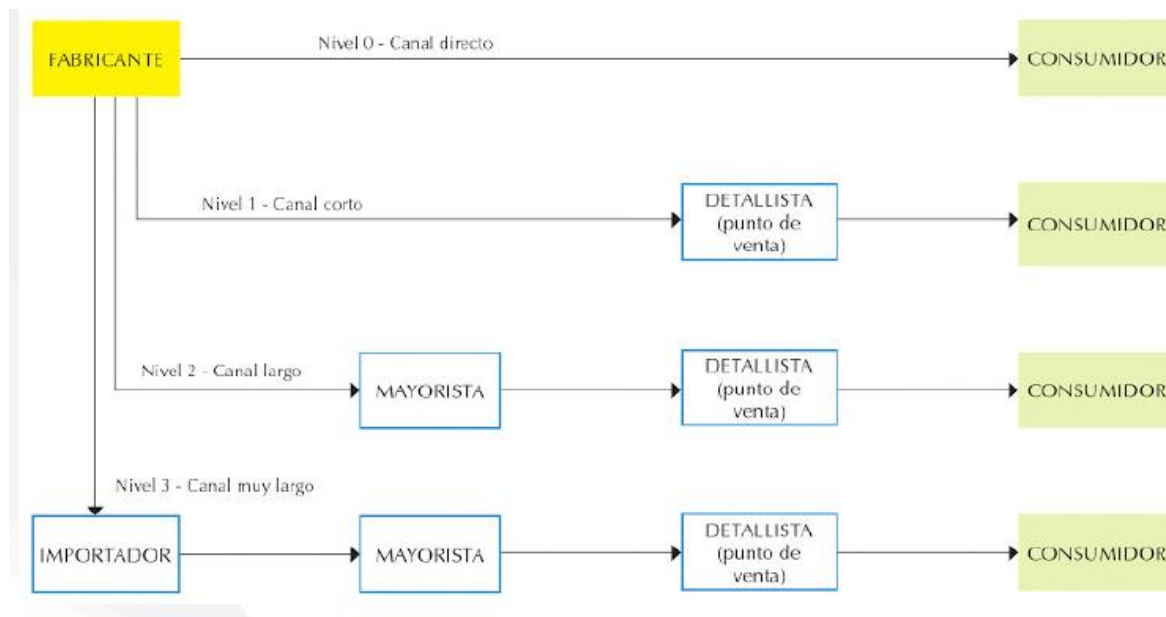 Nivel 0 - Canal directo
FABRICANTE
CONSUMIDOR
Nivel 1 - Canal corto
DETALLISTA
(punto de
venta)
CONSUMIDOR
Nivel 2 - Canal largo
MAYORISTA
DETALLISTA
(punto de
venta)
CONSUMIDOR
Nivel 3 - Canal muy largo
IMPORTADOR
MAYORISTA
DETALLISTA
(punto de
venta)
CONSUMIDOR